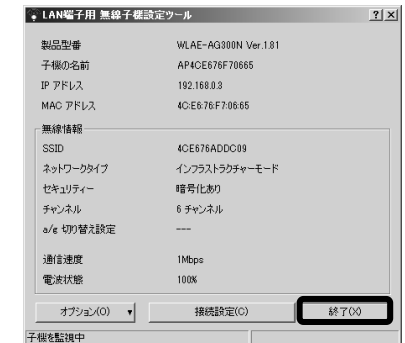 LAN端子用 無線子機設定ツール
製品型番 WLAE-AG300N Ver.1.81
子機の名前 AP4CE676F70665
IP アドレス 192.168.0.3
MAC アドレス 4C:E6:76:F7:06:65
無線情報
SSID 4CE676ADDC09
ネットワークタイプ インフラストラクチャーモード
セキュリティー 暗号化あり
チャンネル 6 チャンネル
a/g 切り替え設定 ---
通信速度 1Mbps
電波状態 100%
オプション(O) ▼ 接続設定(C) 終了(X)
子機を監視中